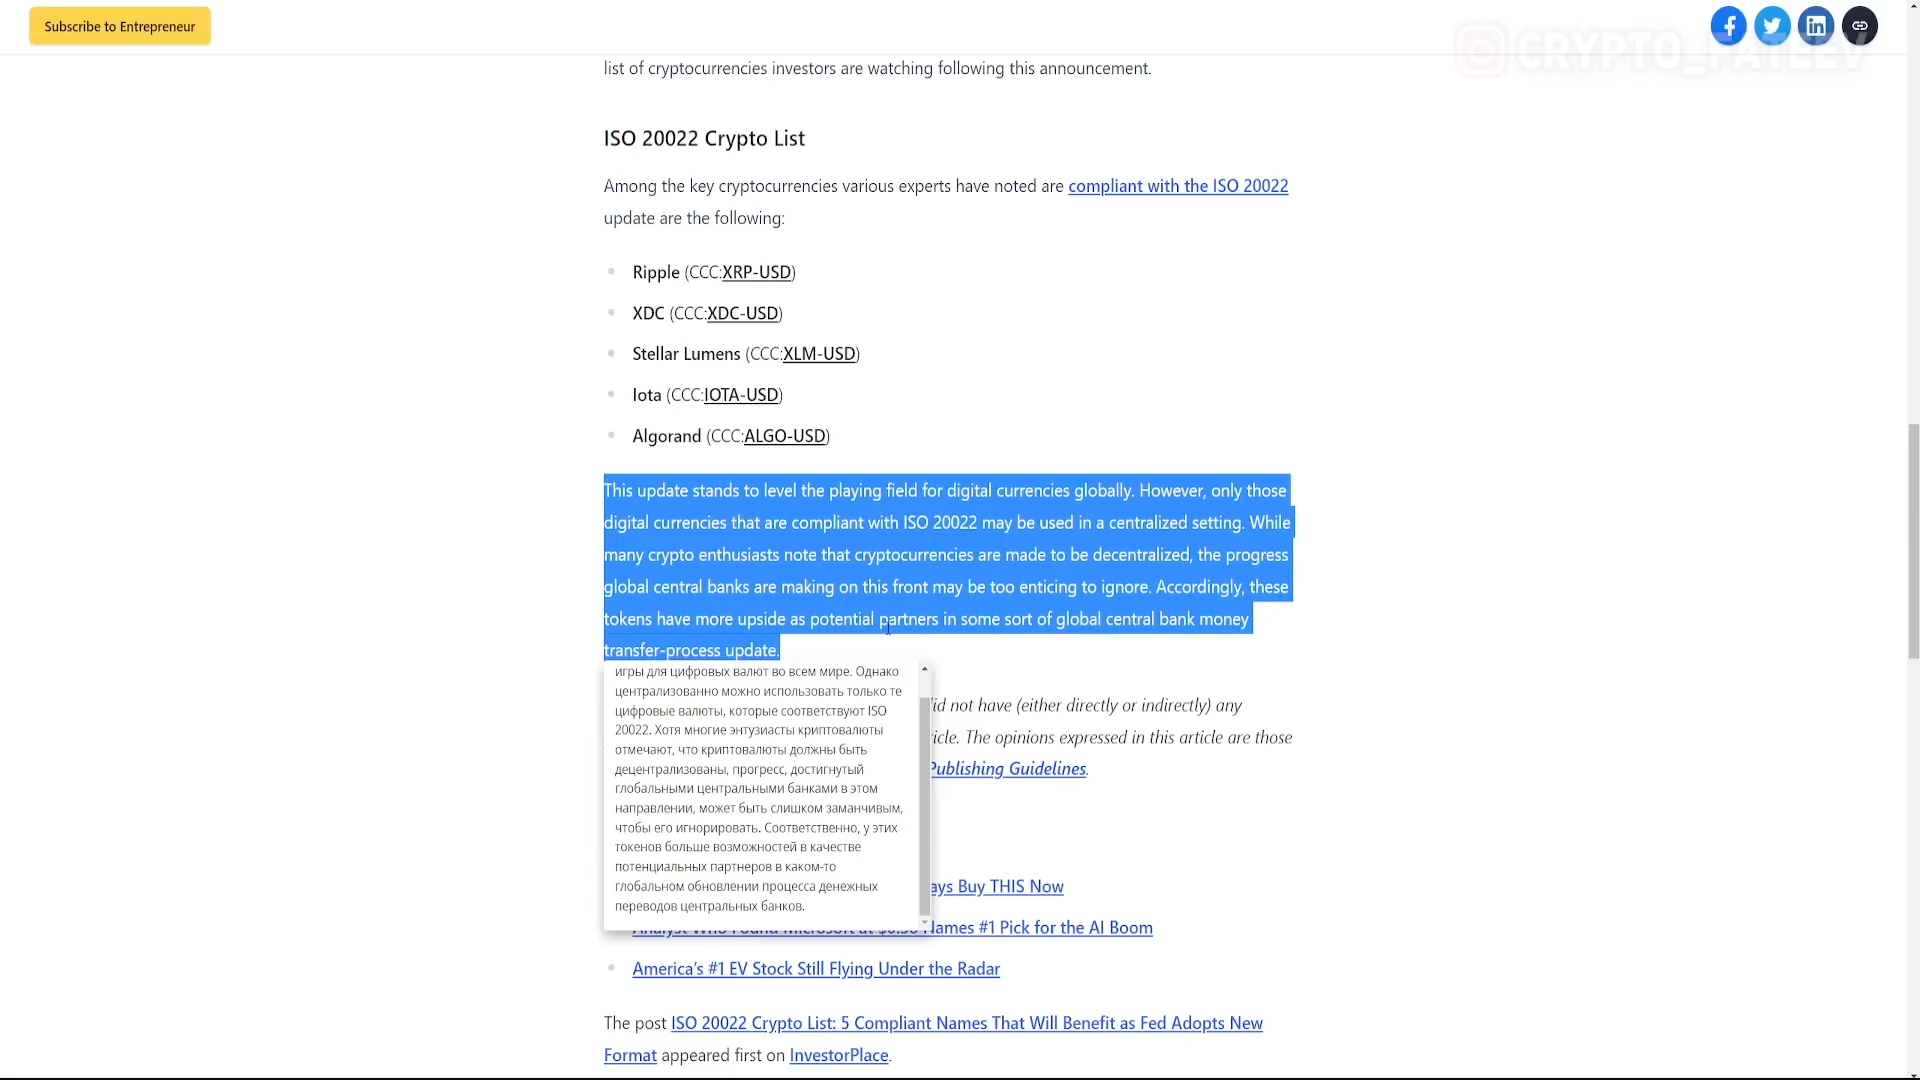 Subscribe to Entrepreneur
CRYPTO_FATEEV
list of cryptocurrencies investors are watching following this announcement.
ISO 20022 Crypto List
Among the key cryptocurrencies various experts have noted are compliant with the ISO 20022
update are the following:
Ripple (CCC:XRP-USD)
XDC (CCC:XDC-USD)
Stellar Lumens (CCC:XLM-USD)
Iota (CCC:IOTA-USD)
Algorand (CCC:ALGO-USD)
This update stands to level the playing field for digital currencies globally. However, only those
digital currencies that are compliant with ISO 20022 may be used in a centralized setting. While
many crypto enthusiasts note that cryptocurrencies are made to be decentralized, the progress
global central banks are making on this front may be too enticing to ignore. Accordingly, these
tokens have more upside as potential partners in some sort of global central bank money
transfer-process update.
игры для цифровых валют во всем мире. Однако
централизованно можно использовать только те
цифровые валюты, которые соответствуют ISO
20022. Хотя многие энтузиасты криптовалюты
отмечают, что криптовалюты должны быть
децентрализованы, прогресс, достигнутый
глобальными центральными банками в этом
направлении, может быть слишком заманчивым,
чтобы его игнорировать. Соответственно, у этих
токенов больше возможностей в качестве
потенциальных партнеров в каком-то
глобальном обновлении процесса денежных
переводов центральных банков.
did not have (either directly or indirectly) any
The opinions expressed in this article are those
Publishing Guidelines.
Buy THIS Now
Analyst Who Found Microsoft at $0.38 Names #1 Pick for the AI Boom
America's #1 EV Stock Still Flying Under the Radar
The post ISO 20022 Crypto List: 5 Compliant Names That Will Benefit as Fed Adopts New
Format appeared first on InvestorPlace.